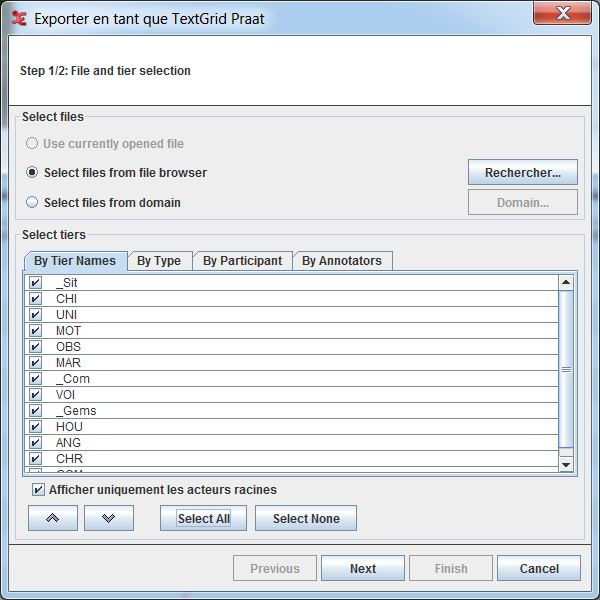 Exporter en tant que TextGrid Praat
Step 1/2: File and tier selection
Select files
Use currently opened file
Select files from file browser
Rechercher...
Select files from domain
Domain...
Select tiers
By Tier Names By Type By Participant By Annotators
_Sit
CHI
UNI
MOT
OBS
MAR
_Com
VOI
_Gems
HOU
ANG
CHR
Afficher uniquement les acteurs racines
Select All Select None
Previous Next Finish Cancel